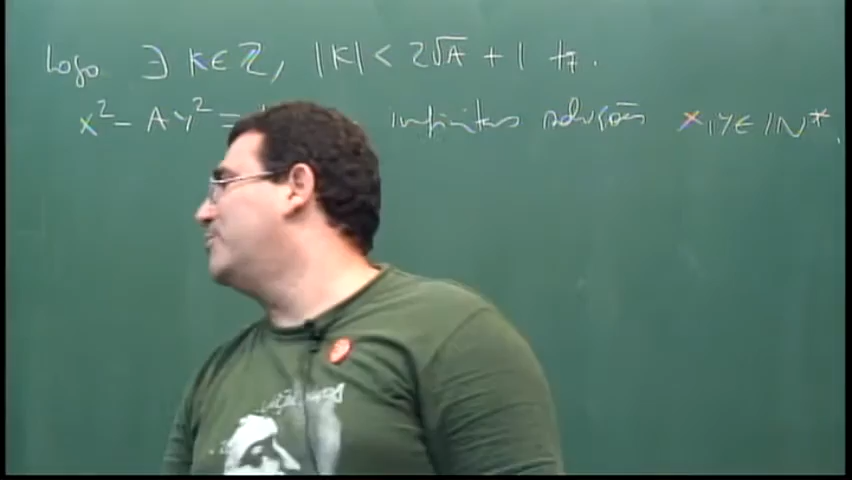 Logo ∃ K ∈ ℤ, |K| < 2√A + 1 tq.
x² - Ay² = infinitas soluções x, y ∈ ℕ*.